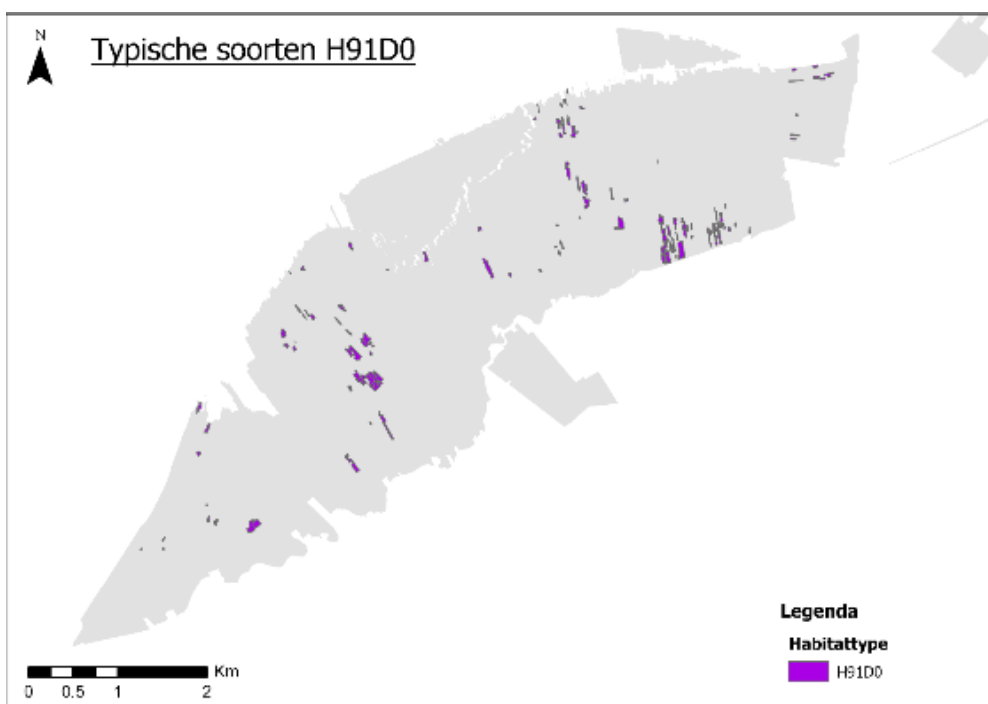 N
Typische soorten H91D0
Legenda
Habitattype
H91D0
Km
0 0.5 1 2